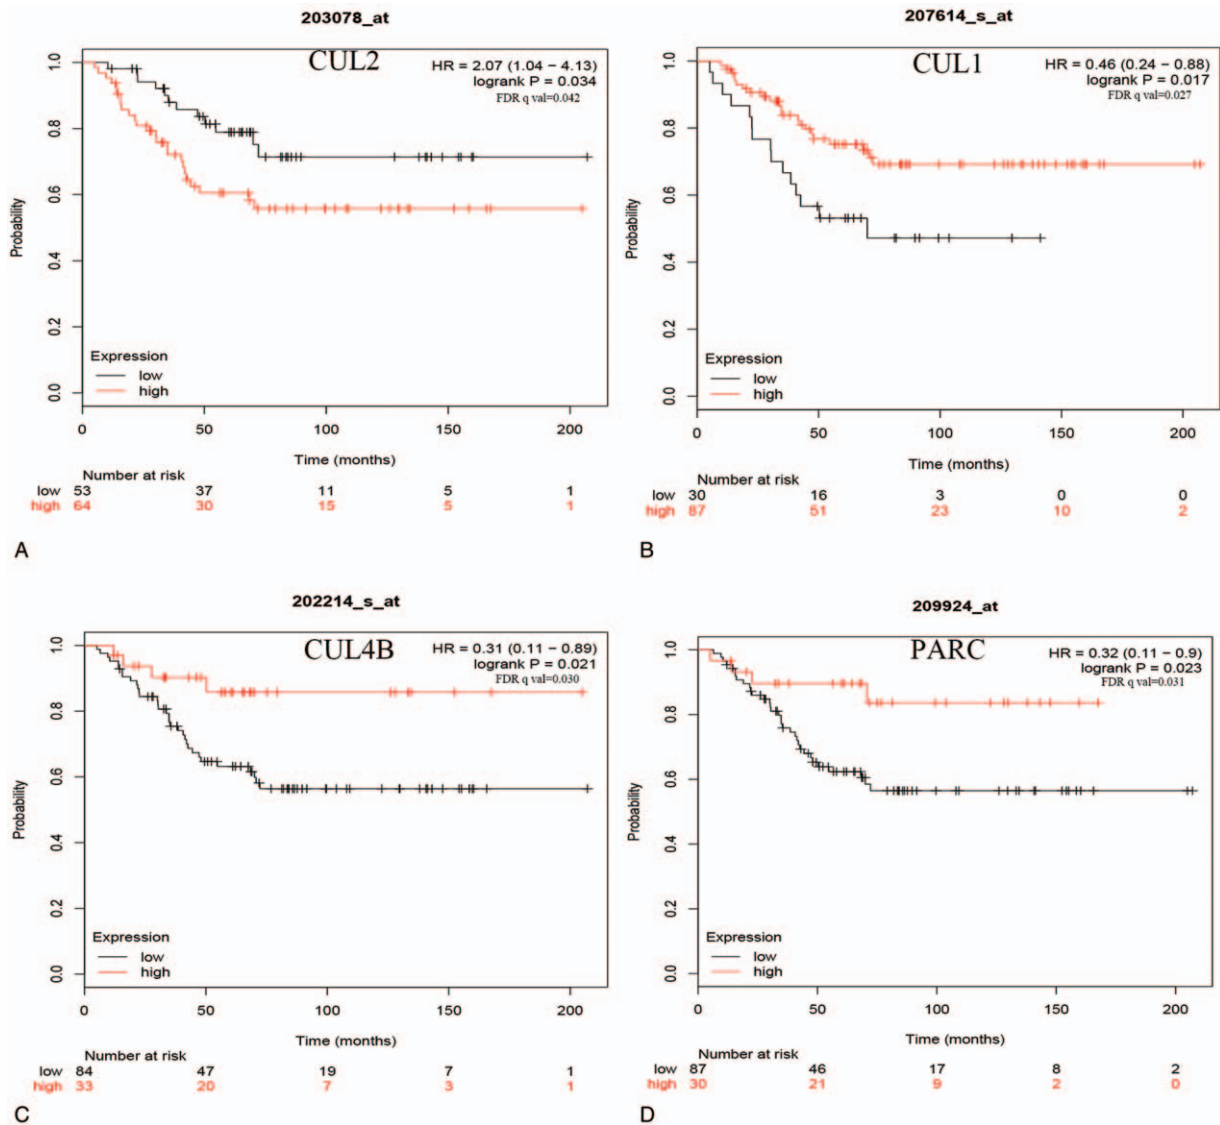 203078_at
CUL2
HR = 2.07 (1.04 − 4.13)
logrank P = 0.034
FDR q val=0.042
Probability
1.0
0.8
0.6
0.4
0.2
0.0
Expression
low
high
0 50 100 150 200
Time (months)
Number at risk
low 53 37 11 5 1
high 64 30 15 5 1
A
207614_s_at
CUL1
HR = 0.46 (0.24 − 0.88)
logrank P = 0.017
FDR q val=0.027
Probability
1.0
0.8
0.6
0.4
0.2
0.0
Expression
low
high
0 50 100 150 200
Time (months)
Number at risk
low 30 16 3 0 0
high 87 51 23 10 2
B
202214_s_at
CUL4B
HR = 0.31 (0.11 − 0.89)
logrank P = 0.021
FDR q val=0.030
Probability
1.0
0.8
0.6
0.4
0.2
0.0
Expression
low
high
0 50 100 150 200
Time (months)
Number at risk
low 84 47 19 7 1
high 33 20 7 3 1
C
209924_at
PARC
HR = 0.32 (0.11 − 0.9)
logrank P = 0.023
FDR q val=0.031
Probability
1.0
0.8
0.6
0.4
0.2
0.0
Expression
low
high
0 50 100 150 200
Time (months)
Number at risk
low 87 46 17 8 2
high 30 21 9 2 0
D